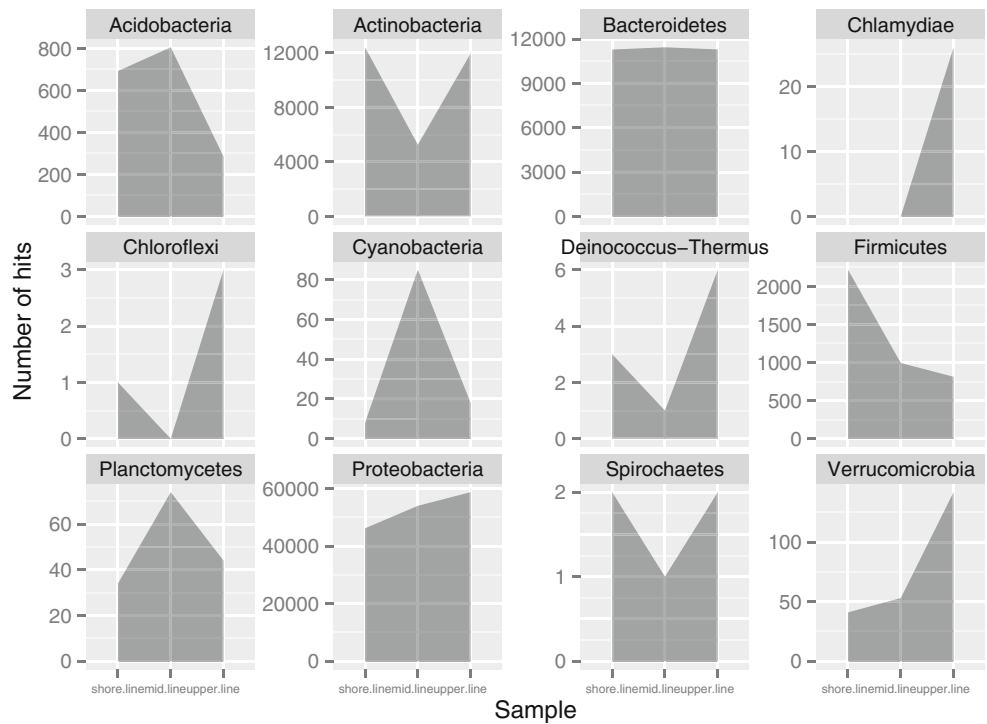 Acidobacteria
Actinobacteria
Bacteroidetes
Chlamydiae
800
600
400
200
0
12000
8000
4000
0
12000
9000
6000
3000
0
20
10
0
Chloroflexi
Cyanobacteria
Deinococcus−Thermus
Firmicutes
3
2
1
0
80
60
40
20
0
6
4
2
0
2000
1500
1000
500
0
Planctomycetes
Proteobacteria
Spirochaetes
Verrucomicrobia
60
40
20
0
60000
40000
20000
0
2
1
0
100
50
0
shore.linemid.lineupper.line
shore.linemid.lineupper.line
shore.linemid.lineupper.line
shore.linemid.lineupper.line
Number of hits
Sample